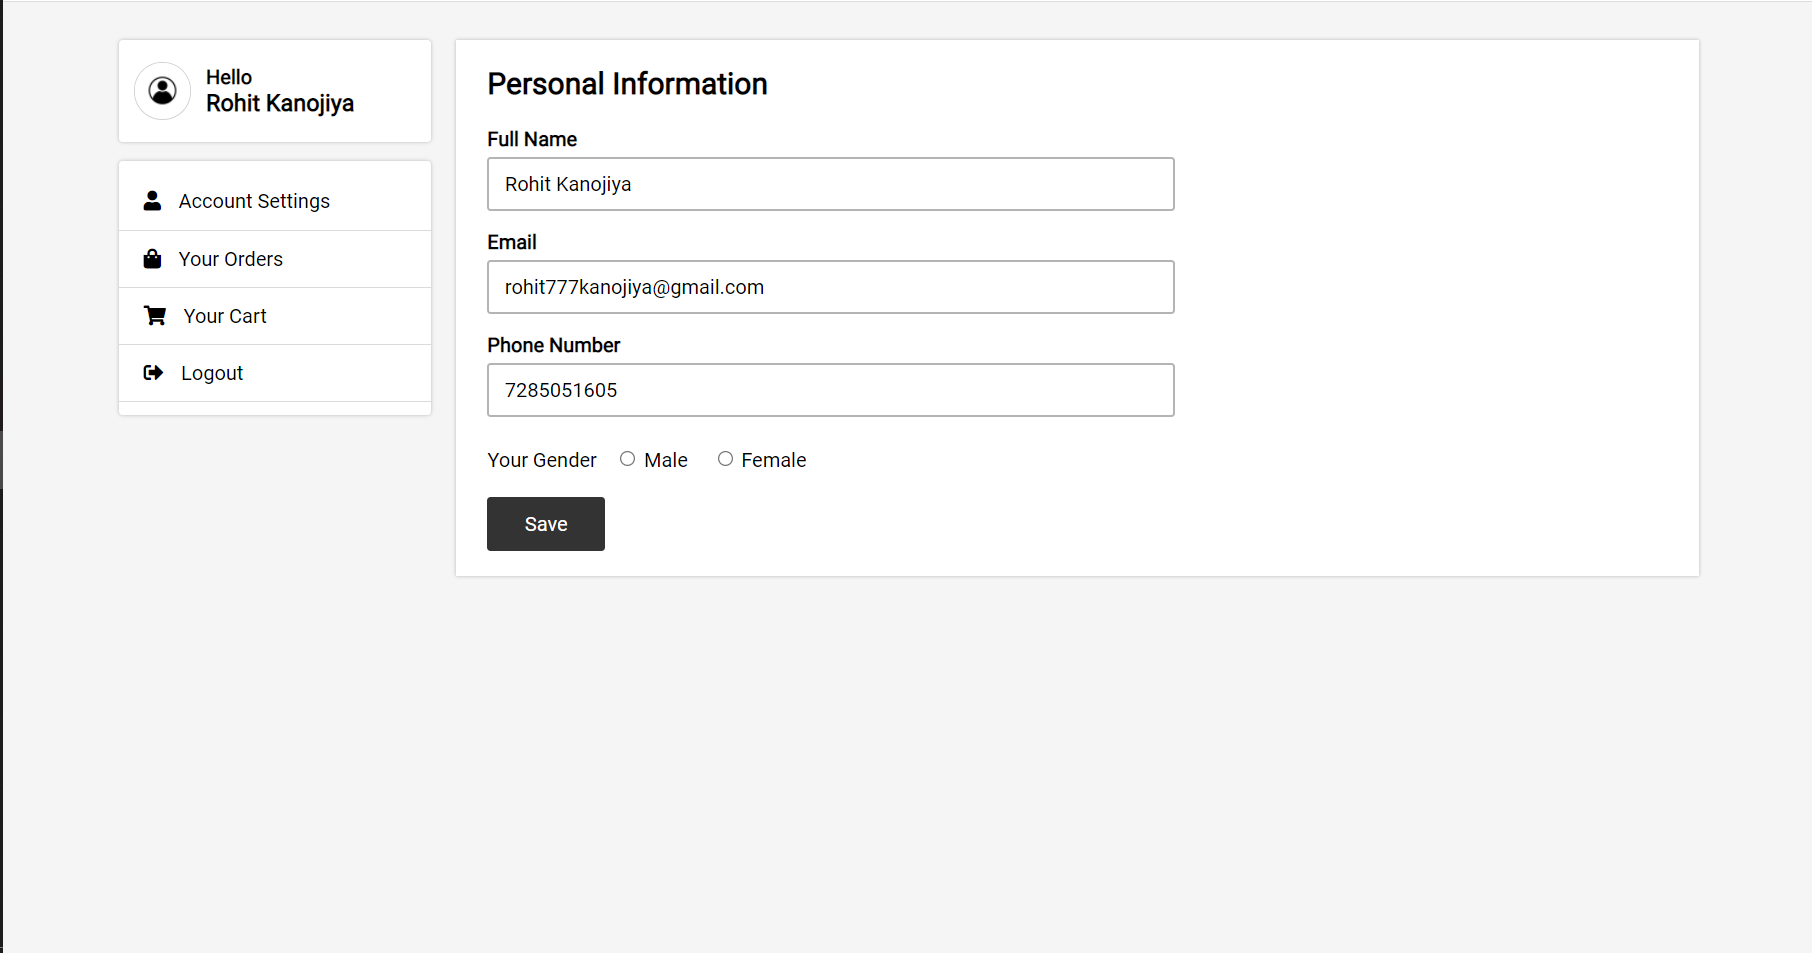 Hello
Rohit Kanojiya
Account Settings
Your Orders
Your Cart
Logout
Personal Information
Full Name
Rohit Kanojiya
Email
rohit777kanojiya@gmail.com
Phone Number
7285051605
Your Gender Male Female
Save